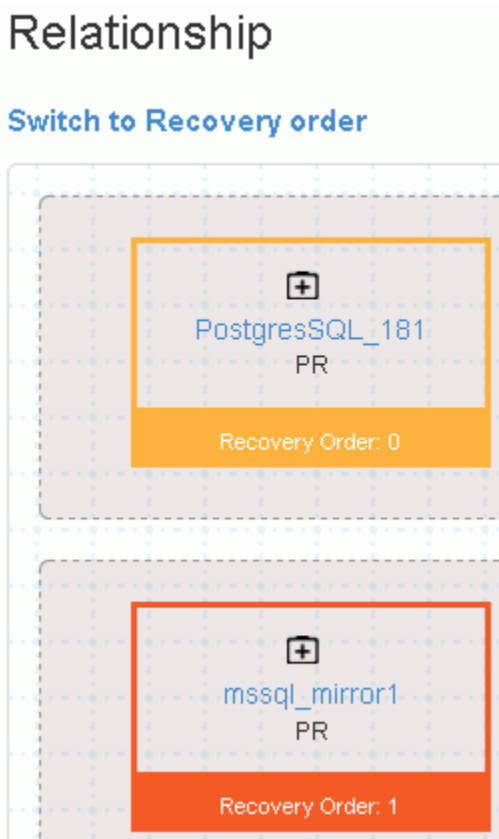 Relationship
Switch to Recovery order
PostgresSQL_181
PR
Recovery Order: 0
mssql_mirror1
PR
Recovery Order: 1